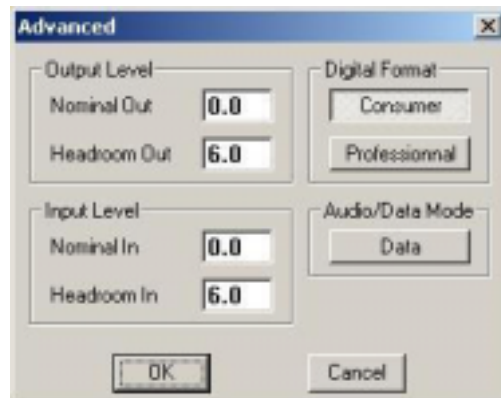 Advanced
Output Level
Nominal Out 0.0
Headroom Out 6.0
Digital Format
Consumer
Professionnal
Input Level
Nominal In 0.0
Headroom In 6.0
Audio/Data Mode
Data
OK
Cancel